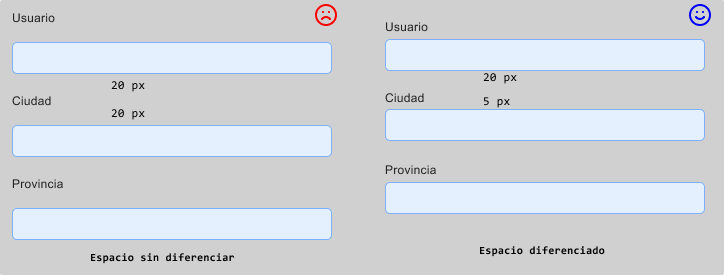 Usuario
20 px
Ciudad
20 px
Provincia
Espacio sin diferenciar
Usuario
20 px
Ciudad
5 px
Provincia
Espacio diferenciado